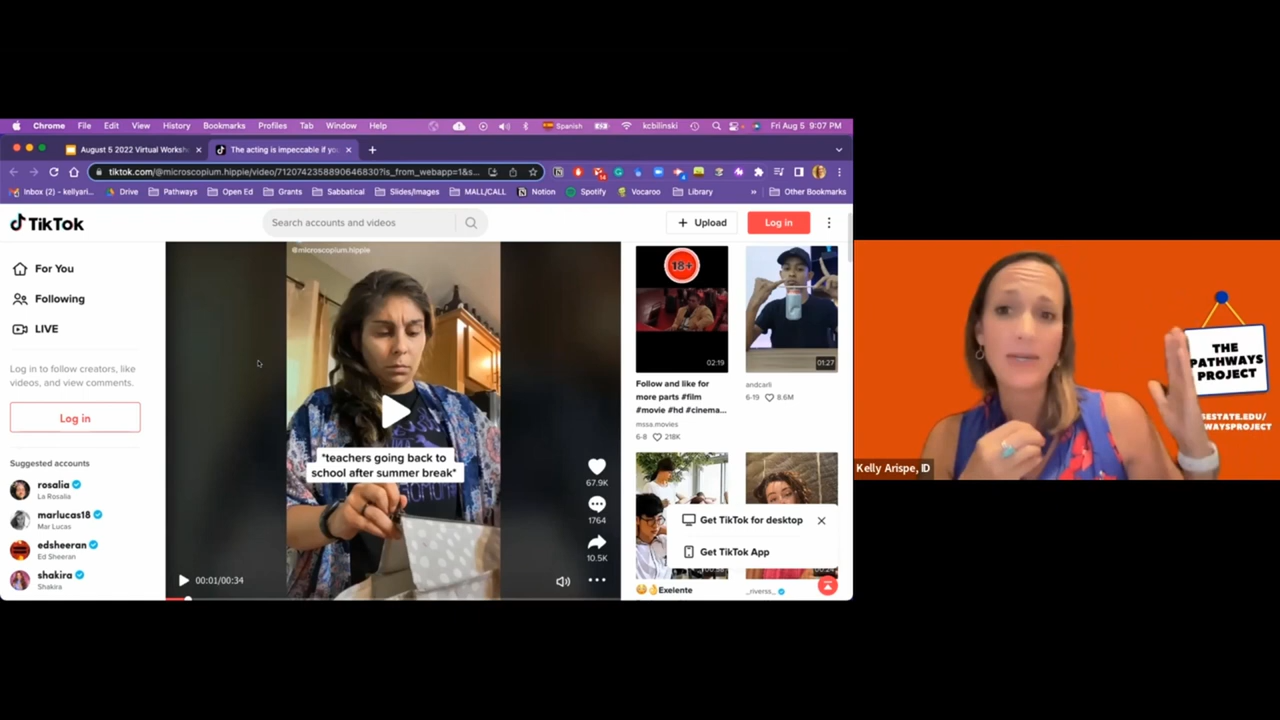 Chrome File Edit View History Bookmarks Profiles Tab Window Help Spanish kcbilinski Fri Aug 5 9:07 PM
August 5 2022 Virtual Worksh
The acting is impeccable if yo
tiktok.com/@microscopium.hippie/video/7120742358890646830?is_from_webapp=1&s...
Inbox (2) - kellyari... Drive Pathways Open Ed Grants Sabbatical Slides/Images MALL/CALL Notion Spotify Vocaroo Library » Other Bookmarks
TikTok
Search accounts and videos
+ Upload
Log in
For You
Following
LIVE
Log in to follow creators, like
videos, and view comments.
Log in
Suggested accounts
rosalia
La Rosalia
marlucas18
Mar Lucas
edsheeran
Ed Sheeran
shakira
Shakira
@microscopium.hippie
*teachers going back to
school after summer break*
67.9K
1764
10.5K
00:01/00:34
18+
02:19
Follow and like for
more parts #film
#movie #hd #cinema...
mssa.movies
6-8 218K
01:27
andcarli
6-19 8.6M
Get TikTok for desktop
Get TikTok App
Exelente
_riverss_
THE
PATHWAYS
PROJECT
SESTATE.EDU/
WAYSPROJECT
Kelly Arispe, ID